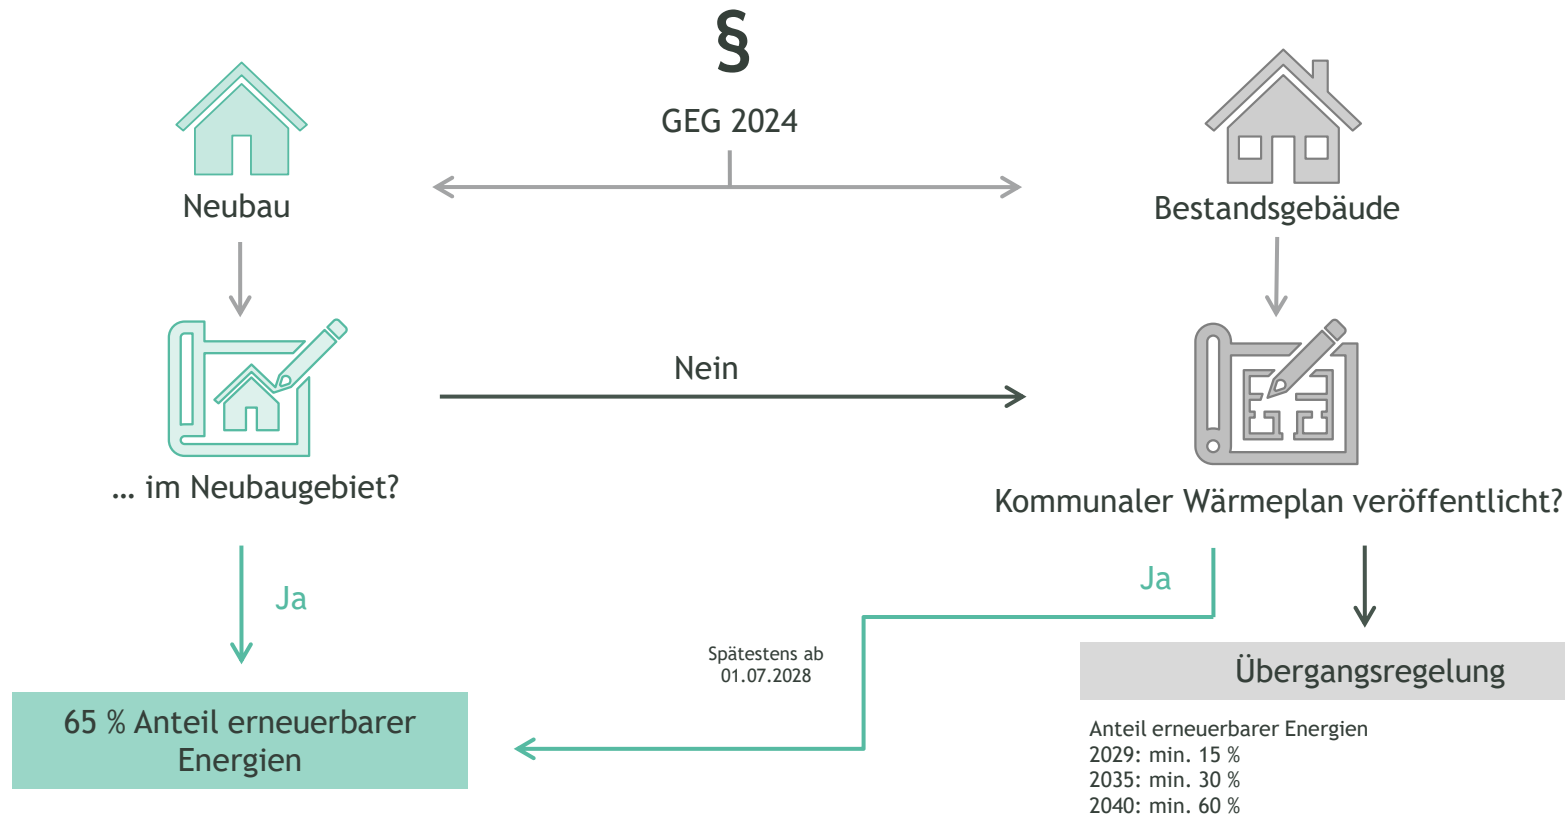 §
GEG 2024
Neubau
Bestandsgebäude
Nein
... im Neubaugebiet?
Kommunaler Wärmeplan veröffentlicht?
Ja
Ja
Spätestens ab
01.07.2028
Übergangsregelung
65 % Anteil erneuerbarer
Energien
Anteil erneuerbarer Energien
2029: min. 15 %
2035: min. 30 %
2040: min. 60 %